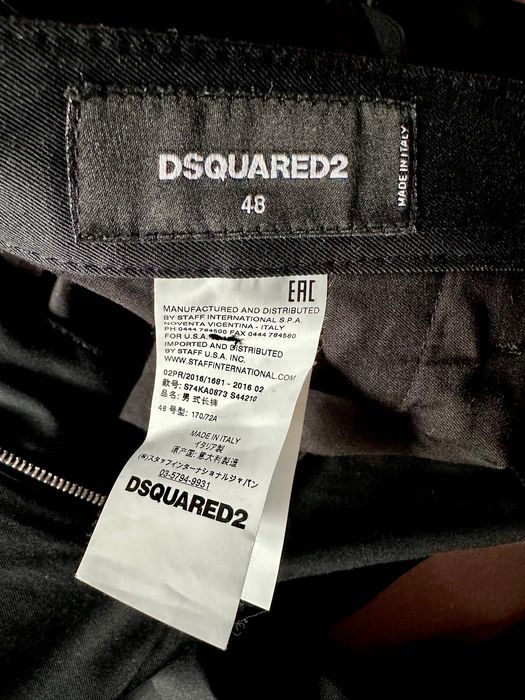 DSQUARED2
48
MADE IN ITALY
EAC
MANUFACTURED AND DISTRIBUTED
BY STAFF INTERNATIONAL S.P.A.
NOVENTA VICENTINA - ITALY
PH 0444 784500 FAX 0444 784580
FOR U.S.A.
IMPORTED AND DISTRIBUTED
BY STAFF U.S.A. INC.
WWW.STAFFINTERNATIONAL.COM
02PR/2016/1681 - 2016 02
款号: S74KA0873 S44210
品名: 男式长裤
48 号型: 170/72A
MADE IN ITALY
イタリア製
原产国:意大利製造
(株)スタッフインターナショナルジャパン
03-5794-9931
DSQUARED2